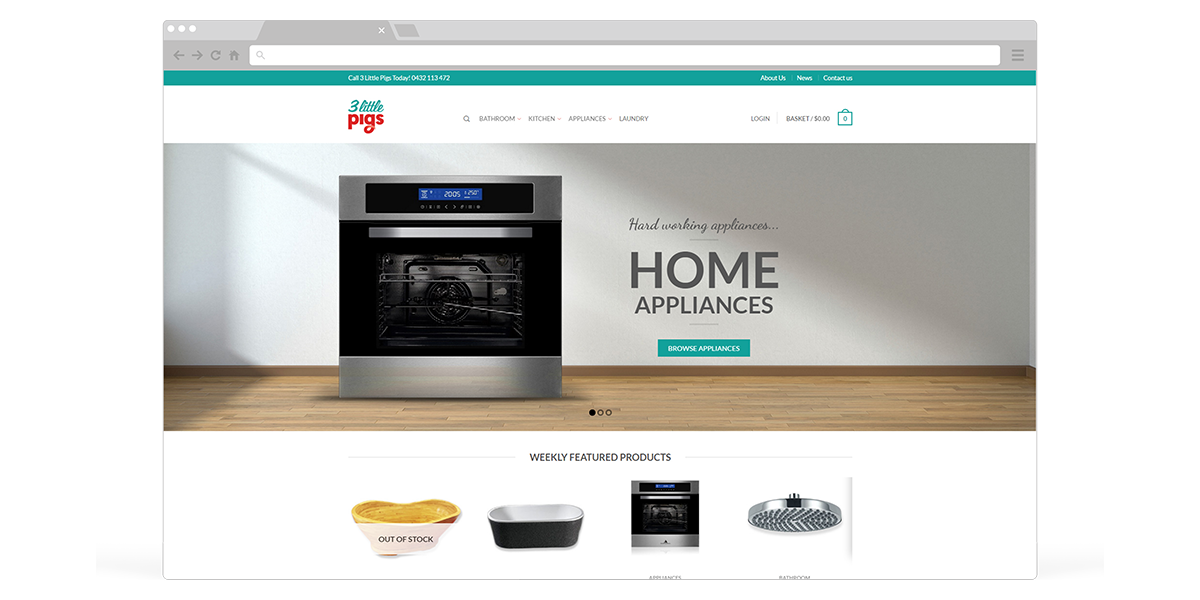 Call 3 Little Pigs Today! 0432 113 472
About Us News Contact us
3 little
pigs
BATHROOM KITCHEN APPLIANCES LAUNDRY
LOGIN BASKET / $0.00 0
2005 250°
Hard working appliances...
HOME
APPLIANCES
BROWSE APPLIANCES
WEEKLY FEATURED PRODUCTS
OUT OF STOCK
APPLIANCES
BATHROOM